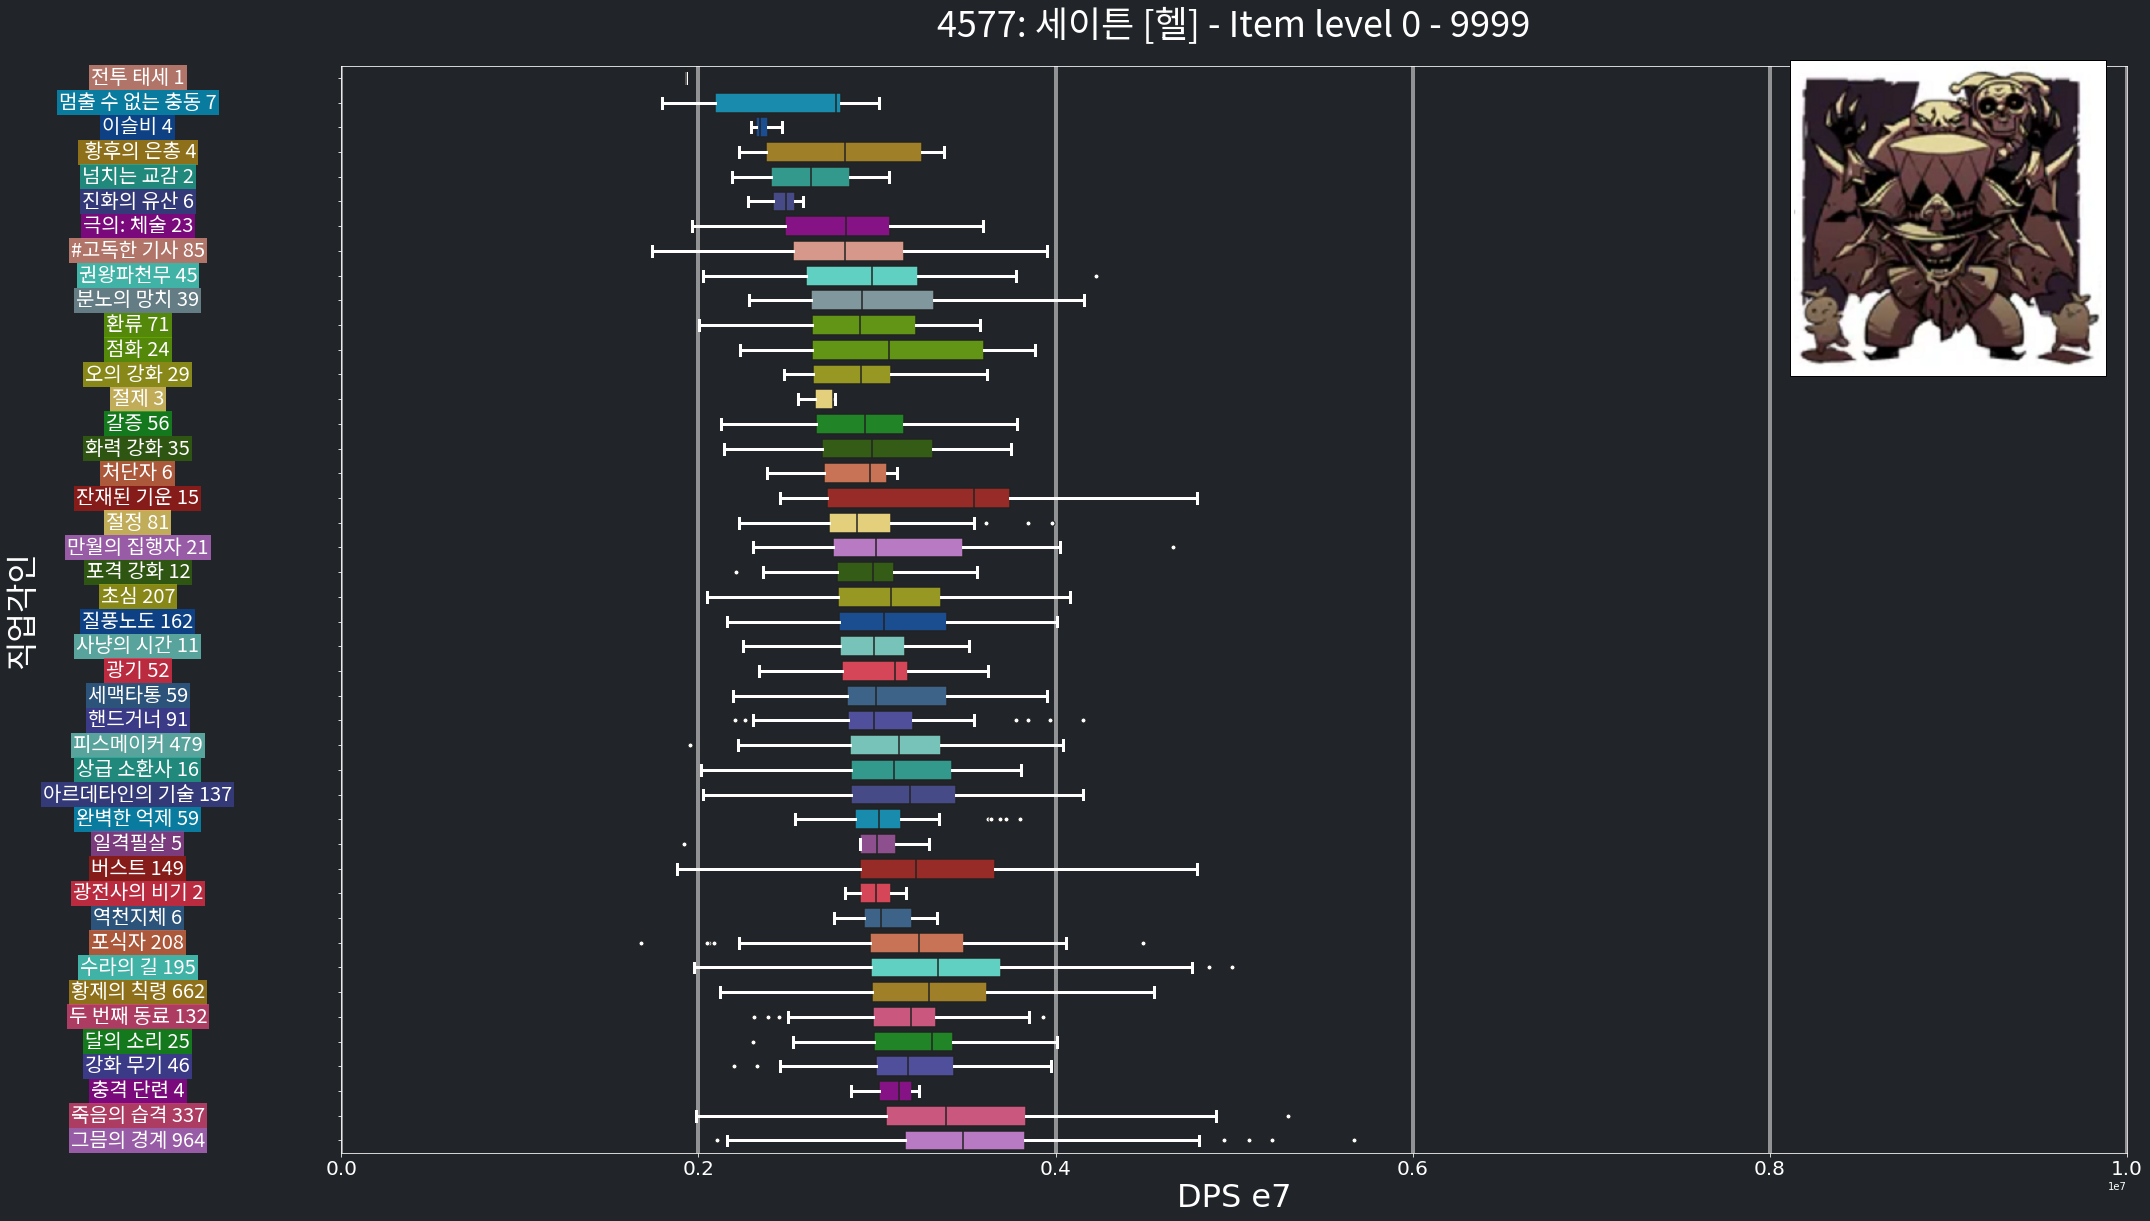 4577: 세이튼 [헬] - Item level 0 - 9999
전투 태세 1
멈출 수 없는 충동 7
이슬비 4
황후의 은총 4
넘치는 교감 2
진화의 유산 6
극의: 체술 23
#고독한 기사 85
권왕파천무 45
분노의 망치 39
환류 71
점화 24
오의 강화 29
절제 3
갈증 56
화력 강화 35
처단자 6
잔재된 기운 15
절정 81
만월의 집행자 21
포격 강화 12
초심 207
질풍노도 162
사냥의 시간 11
광기 52
세맥타통 59
핸드거너 91
피스메이커 479
상급 소환사 16
아르데타인의 기술 137
완벽한 억제 59
일격필살 5
버스트 149
광전사의 비기 2
역천지체 6
포식자 208
수라의 길 195
황제의 칙령 662
두 번째 동료 132
달의 소리 25
강화 무기 46
충격 단련 4
죽음의 습격 337
그믐의 경계 964
직업각인
0.0 0.2 0.4 0.6 0.8 1.0
1e7
DPS e7